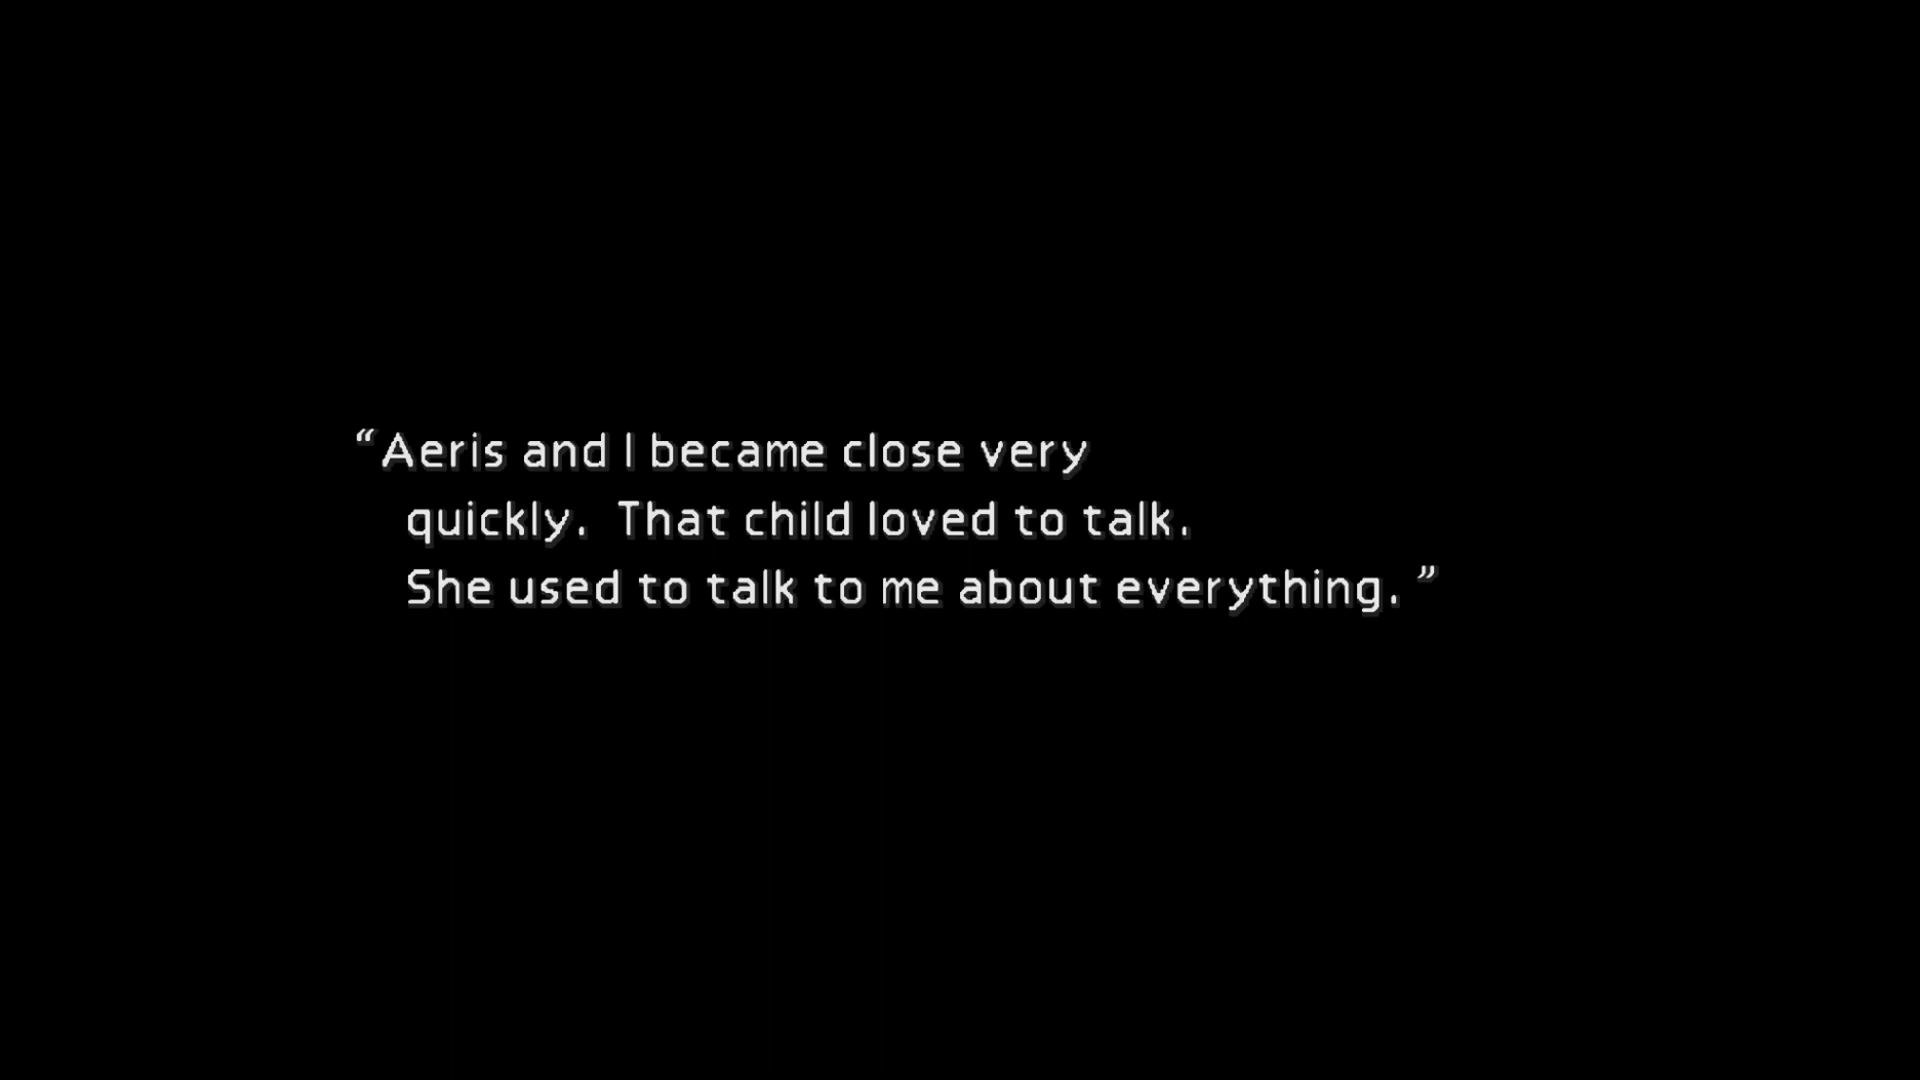 “Aeris and I became close very
quickly.  That child loved to talk.
She used to talk to me about everything. ”